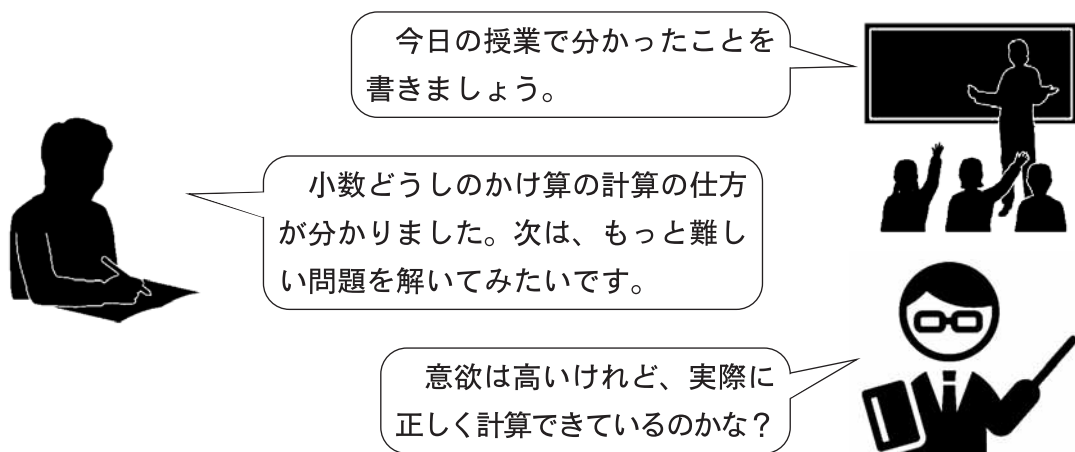 今日の授業で分かったことを
書きましょう。
小数どうしのかけ算の計算の仕方
が分かりました。次は、もっと難し
い問題を解いてみたいです。
意欲は高いけれど、実際に
正しく計算できているのかな？